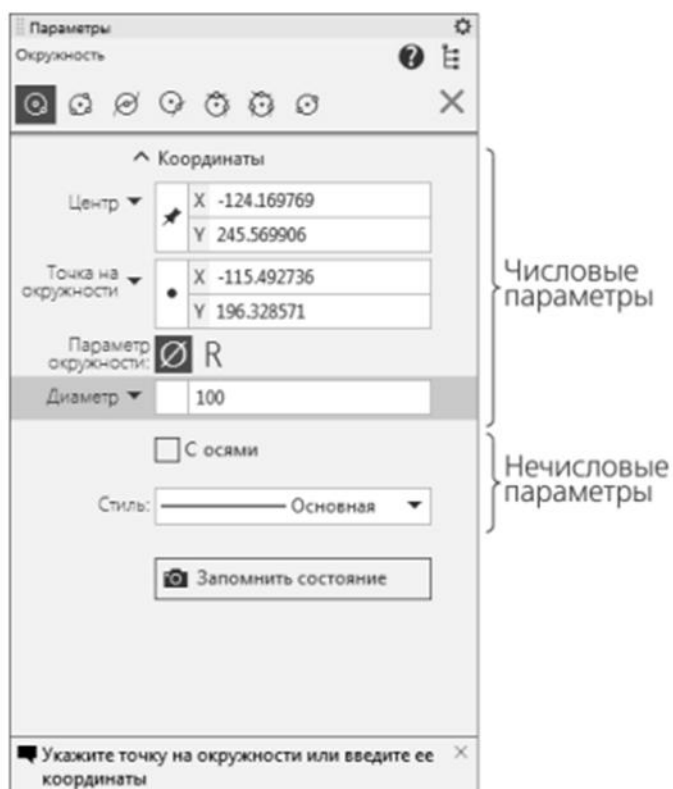 Параметры
Окружность
Координаты
Центр
X -124.169769
Y 245.569906
Точка на
окружности
X -115.492736
Y 196.328571
Параметр
окружности:
R
Диаметр
100
С осями
Стиль:
Основная
Запомнить состояние
Укажите точку на окружности или введите ее
координаты
Числовые
параметры
Нечисловые
параметры